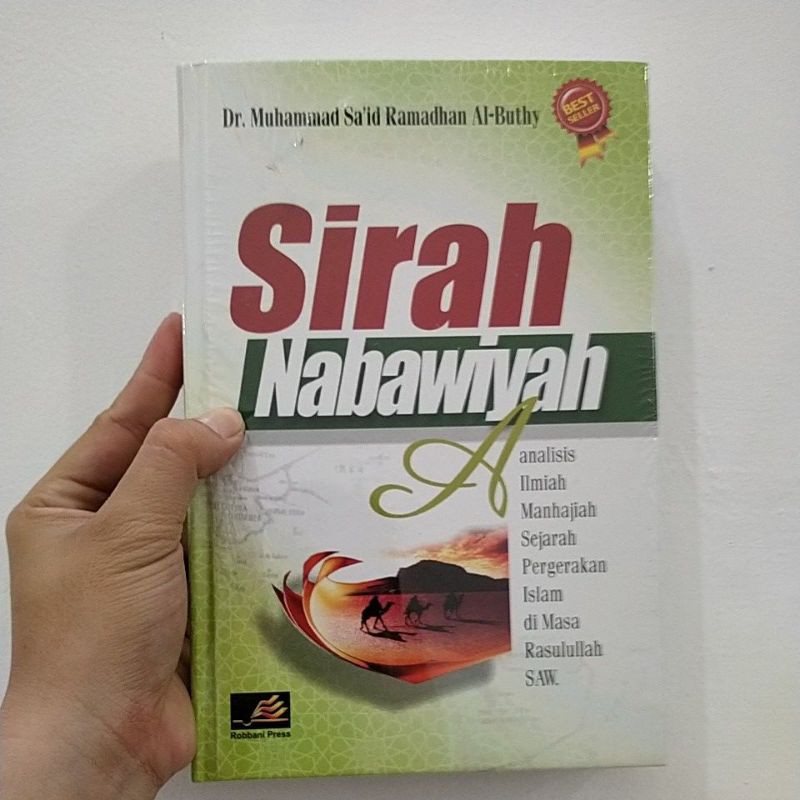 Dr. Muhammad Sa'id Ramadhan Al-Buthy
BEST
SELLER
Sirah
Nabawiyah
Analisis
Ilmiah
Manhajiah
Sejarah
Pergerakan
Islam
di Masa
Rasulullah
SAW.
Robbani Press